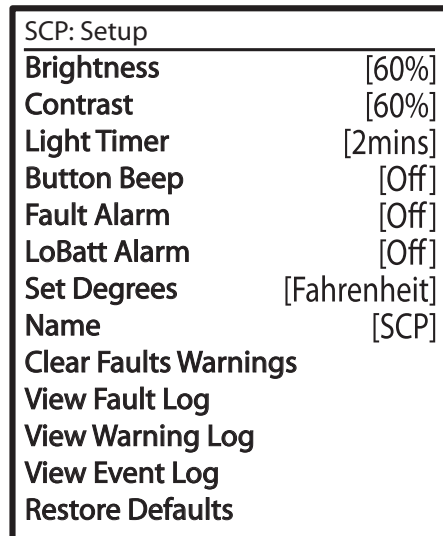 SCP: Setup
Brightness [60%]
Contrast [60%]
Light Timer [2mins]
Button Beep [Off]
Fault Alarm [Off]
LoBatt Alarm [Off]
Set Degrees [Fahrenheit]
Name [SCP]
Clear Faults Warnings
View Fault Log
View Warning Log
View Event Log
Restore Defaults